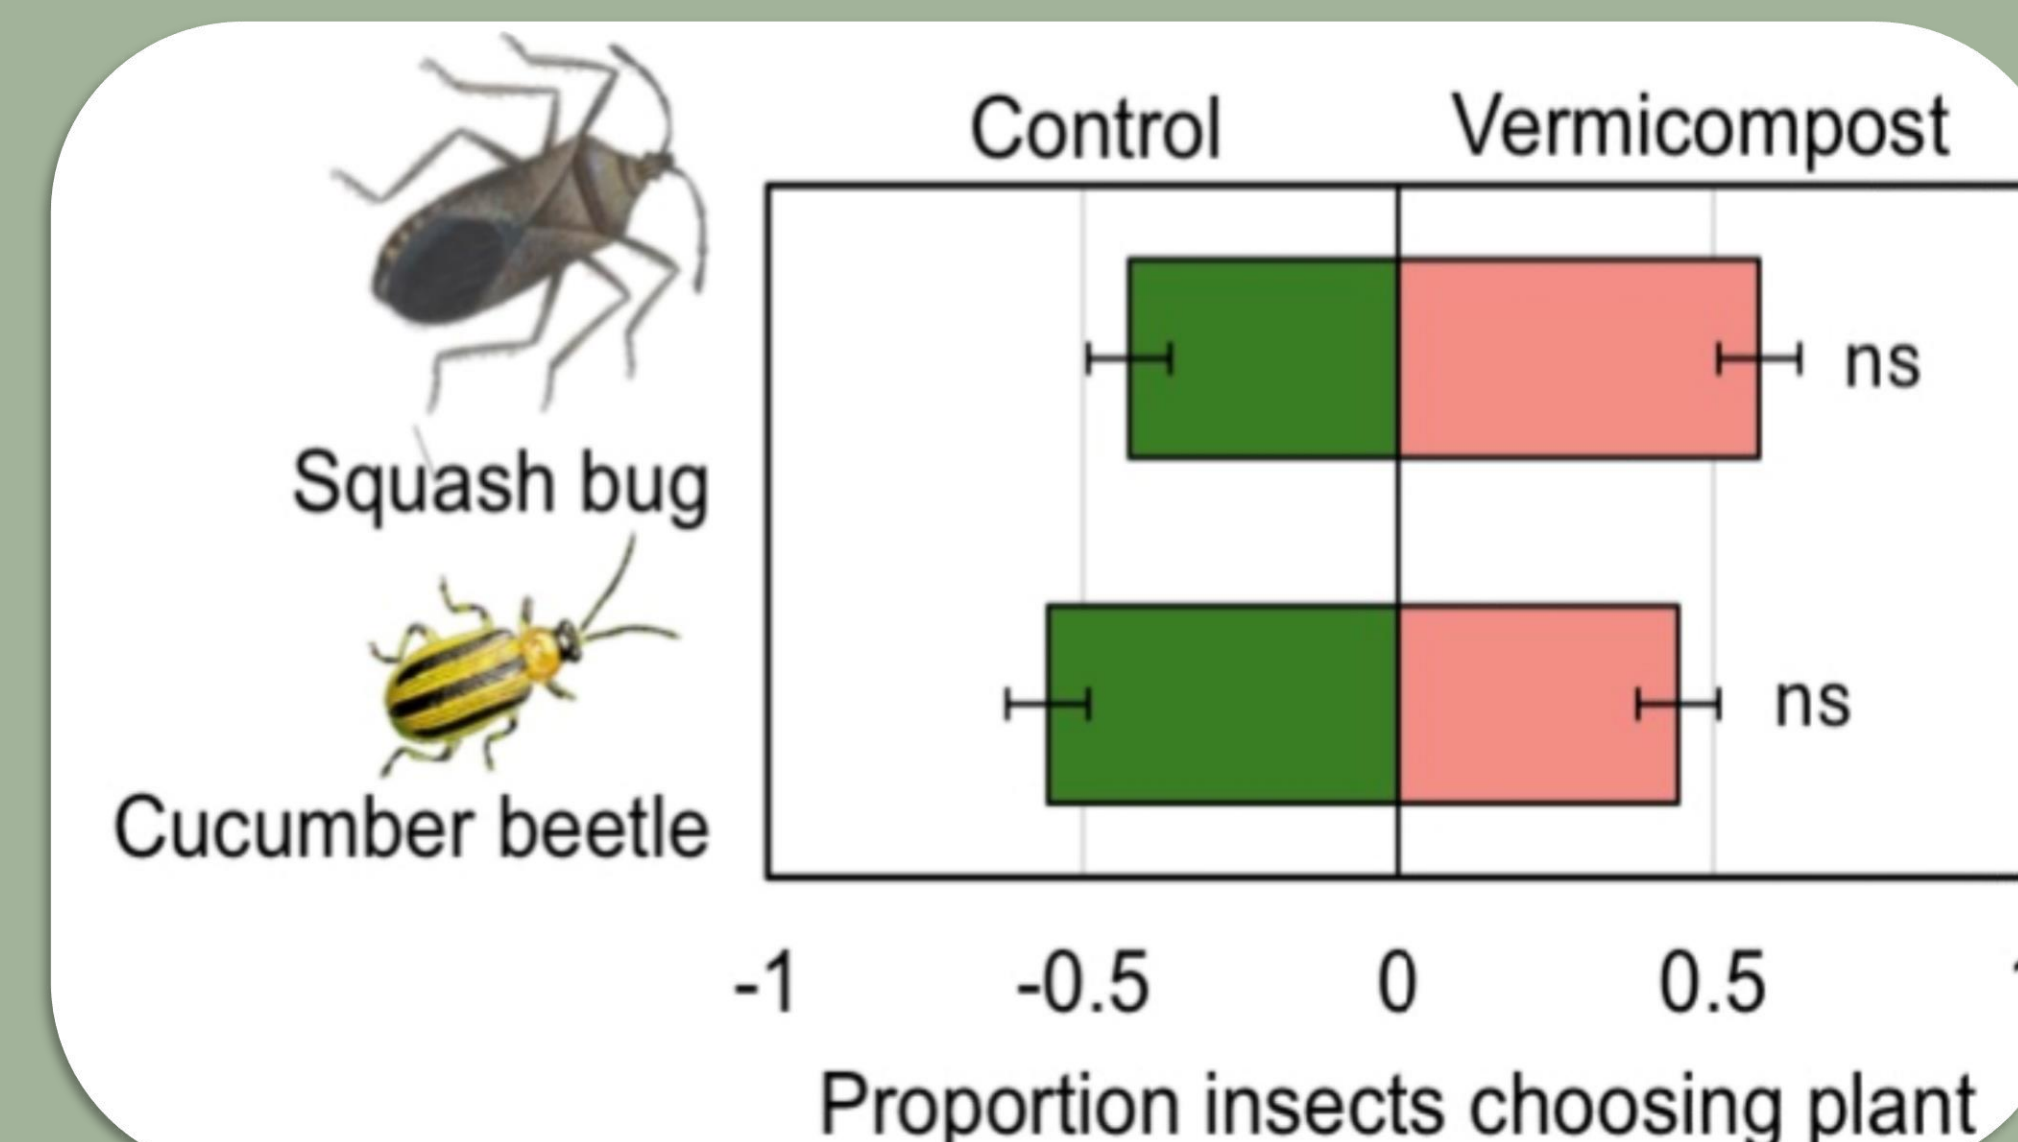 Control Vermicompost
ns
Squash bug
ns
Cucumber beetle
-1 -0.5 0 0.5
Proportion insects choosing plant